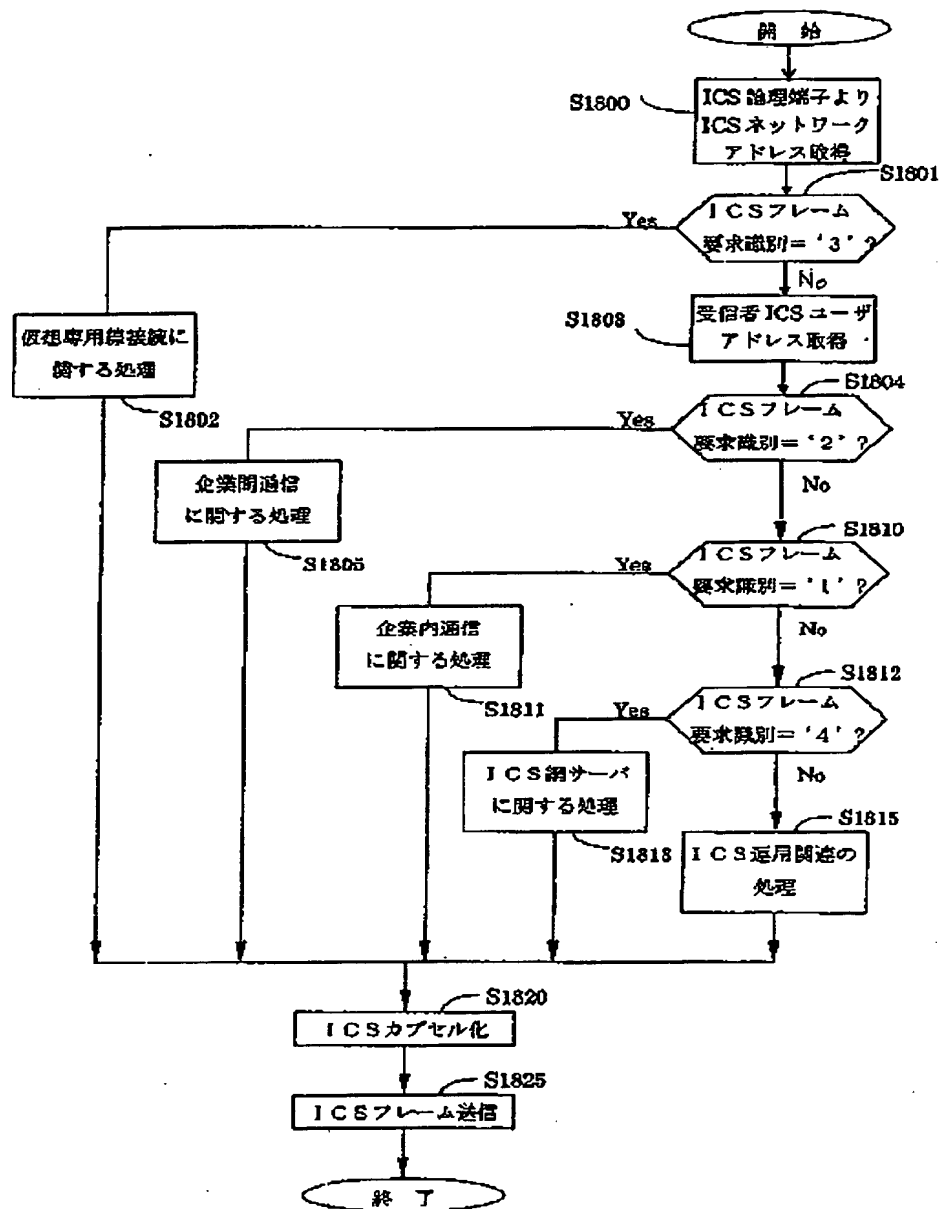 開 始
S1800
ICS論理端子より
ICSネットワーク
アドレス取得
S1801
ICSフレーム
要求識別=‘3’?
Yes
No
仮想専用線接続に
関する処理
S1802
S1803
受信者ICSユーザ
アドレス取得
S1804
ICSフレーム
要求識別=‘2’?
Yes
No
企業間通信
に関する処理
S1805
S1810
ICSフレーム
要求識別=‘1’?
Yes
No
企業内通信
に関する処理
S1811
S1812
ICSフレーム
要求識別=‘4’?
Yes
No
ICS網サーバ
に関する処理
S1813
S1815
ICS運用関連の
処理
S1820
ICSカプセル化
S1825
ICSフレーム送信
終 了